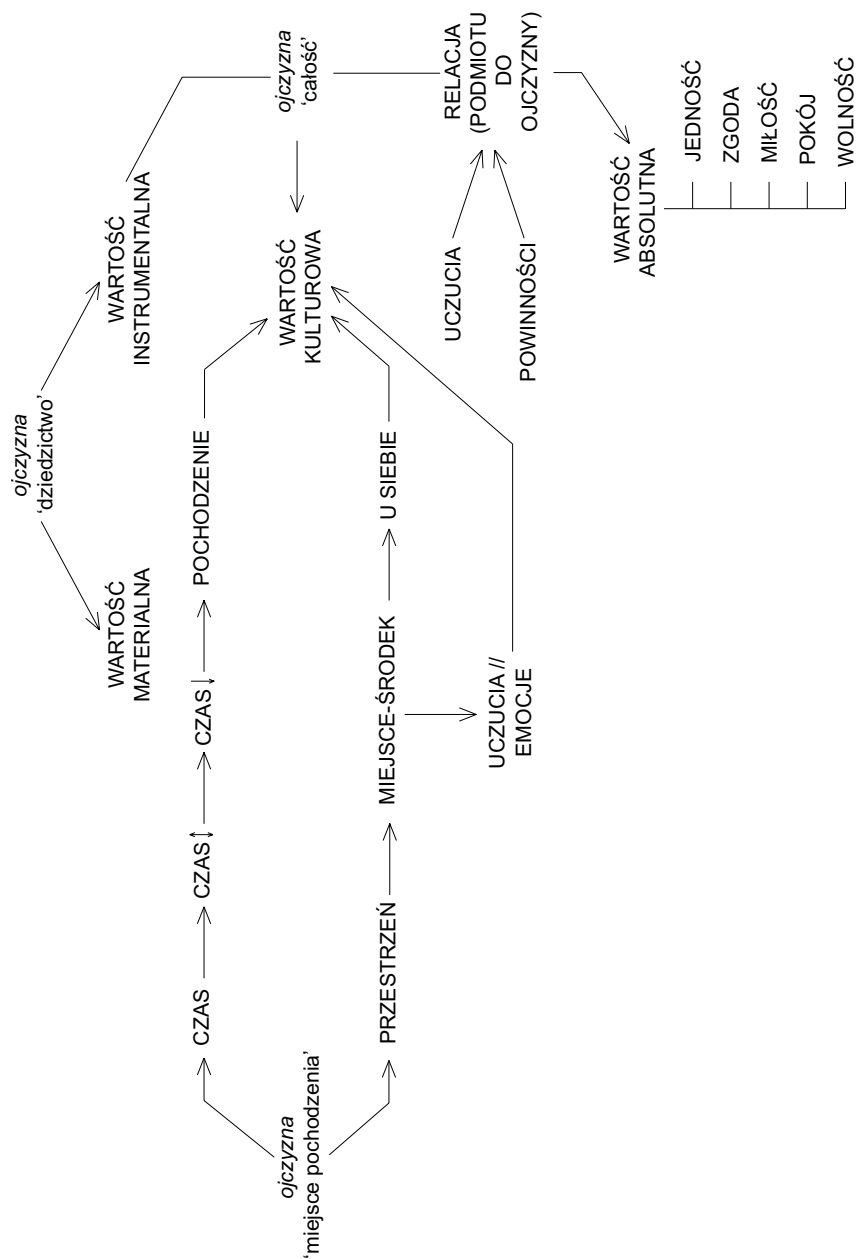 ojczyzna
‘dziedzictwo’
WARTOŚĆ
MATERIALNA
WARTOŚĆ
INSTRUMENTALNA
ojczyzna
‘miejsce pochodzenia’
CZAS
CZAS
CZAS
POCHODZENIE
PRZESTRZEŃ
MIEJSCE-ŚRODEK
U SIEBIE
UCZUCIA //
EMOCJE
WARTOŚĆ
KULTUROWA
ojczyzna
‘całość’
UCZUCIA
POWINNOŚCI
RELACJA
(PODMIOTU
DO
OJCZYZNY)
WARTOŚĆ
ABSOLUTNA
JEDNOŚĆ
ZGODA
MIŁOŚĆ
POKÓJ
WOLNOŚĆ